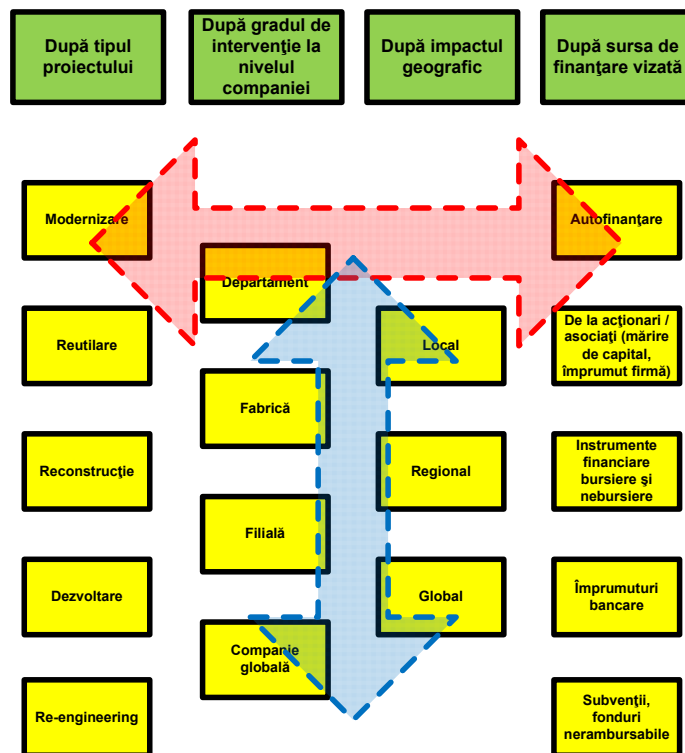 După tipul
proiectului
După gradul de
intervenţie la
nivelul
companiei
După impactul
geografic
După sursa de
finanţare vizată
Modernizare
Reutilare
Reconstrucţie
Dezvoltare
Re-engineering
Departament
Fabrică
Filială
Companie
globală
Local
Regional
Global
Autofinanţare
De la acţionari /
asociaţi (mărire
de capital,
împrumut firmă)
Instrumente
financiare
bursiere şi
nebursiere
Împrumuturi
bancare
Subvenţii,
fonduri
nerambursabile